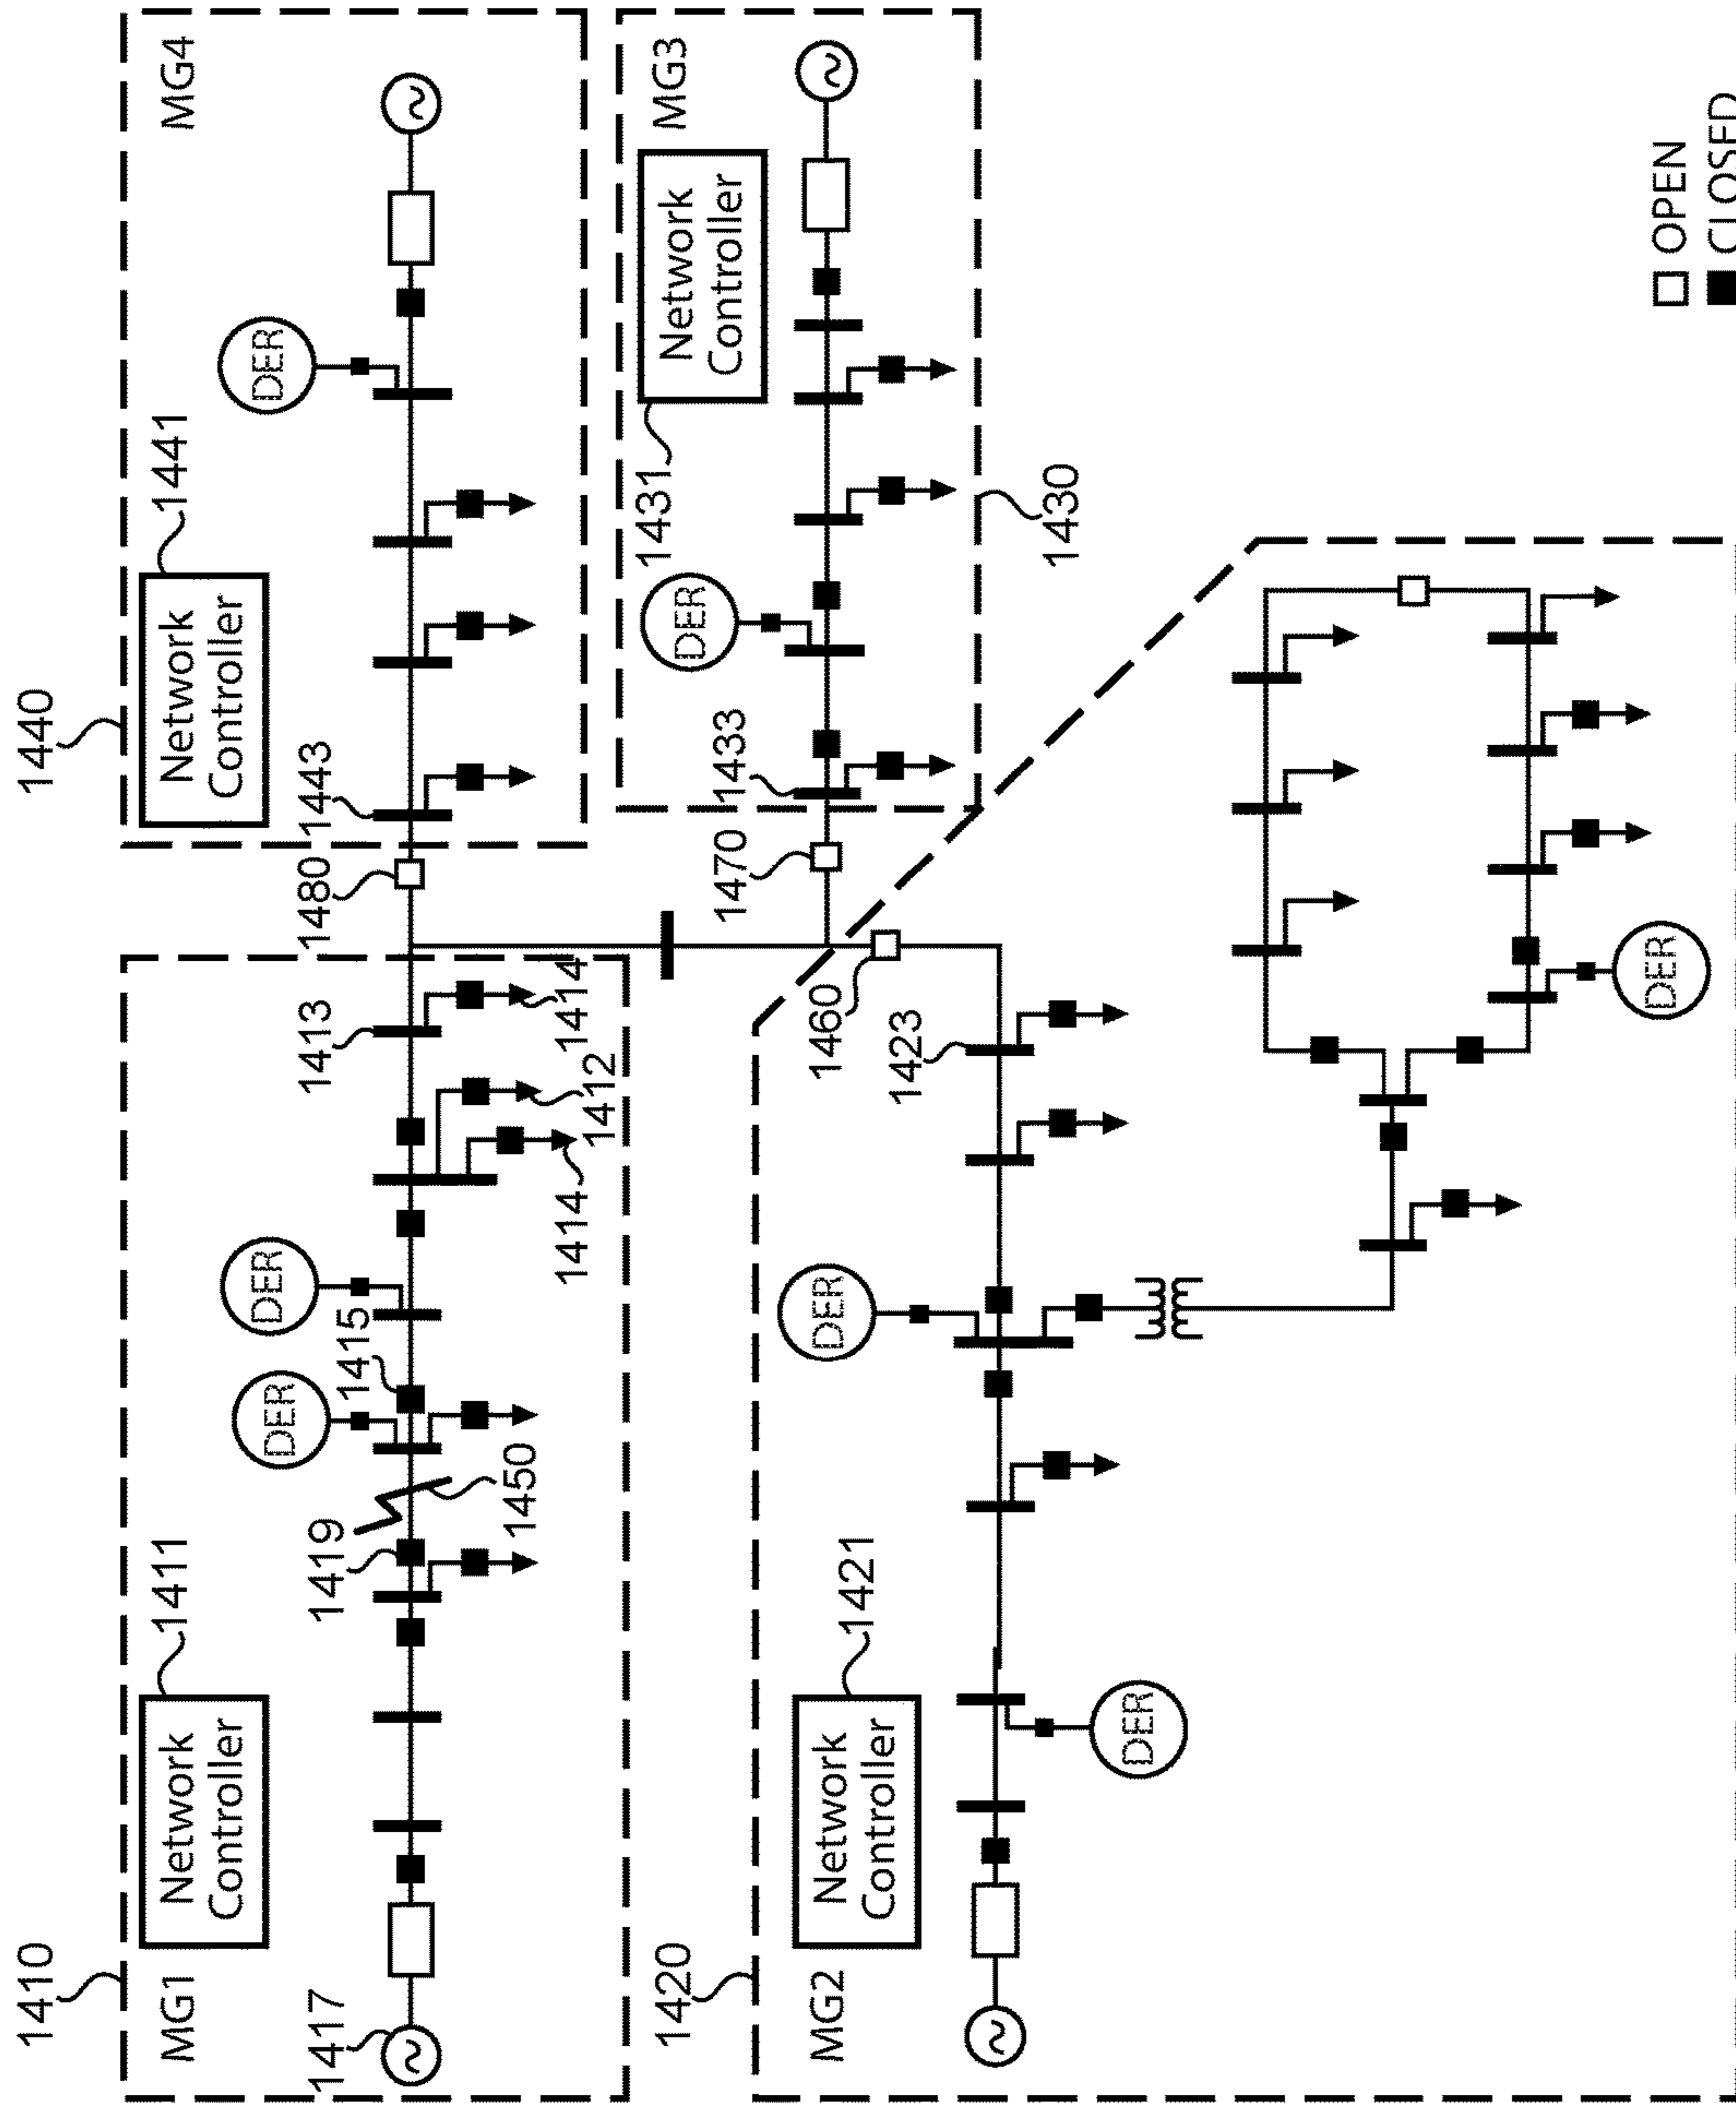 1410
MG1
Network
Controller
1411
1417
1419
1450
DER
1415
DER
1414
1412
1413
1414
1480
1440
1443
Network
Controller
1441
DER
MG4
1420
MG2
Network
Controller
1421
DER
DER
1423
1460
1470
1433
DER
1431
Network
Controller
MG3
1430
DER
OPEN
CLOSED